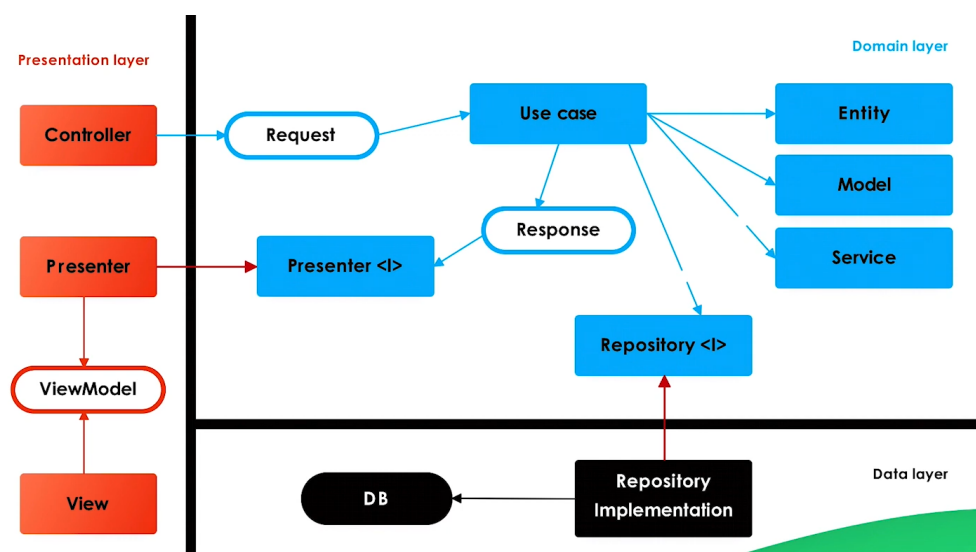 Presentation layer
Domain layer
Controller
Request
Use case
Entity
Model
Presenter
Presenter <I>
Response
Service
Repository <I>
ViewModel
View
DB
Repository
Implementation
Data layer